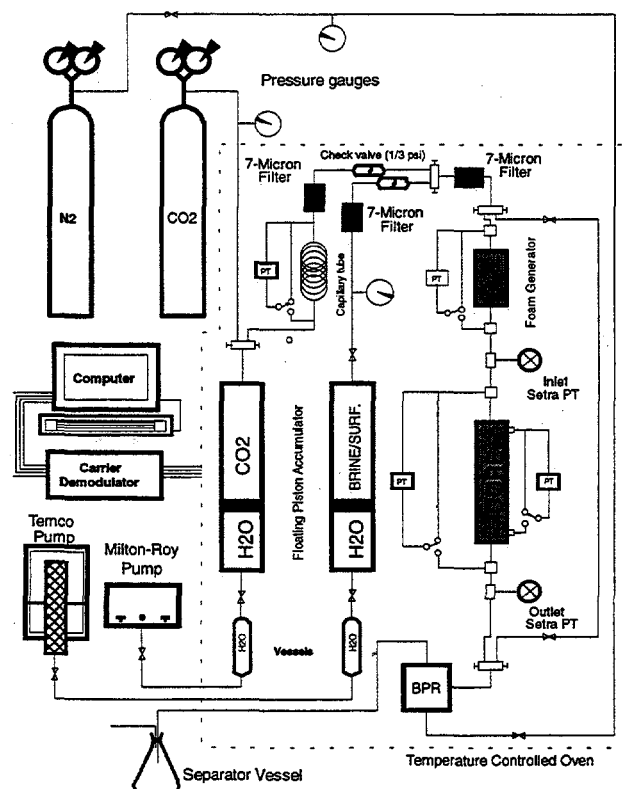 Pressure gauges
N2
CO2
Check valve (1/3 psi)
7-Micron
Filter
7-Micron
Filter
7-Micron
Filter
PT
Capillary tube
PT
Foam Generator
Inlet
Setra PT
Computer
Carrier
Demodulator
CO2
H2O
Floating Piston Accumulator
BRINE/SURF.
H2O
PT
PT
Temco
Pump
Milton-Roy
Pump
H2O
Vessels
H2O
Outlet
Setra PT
BPR
Separator Vessel
Temperature Controlled Oven